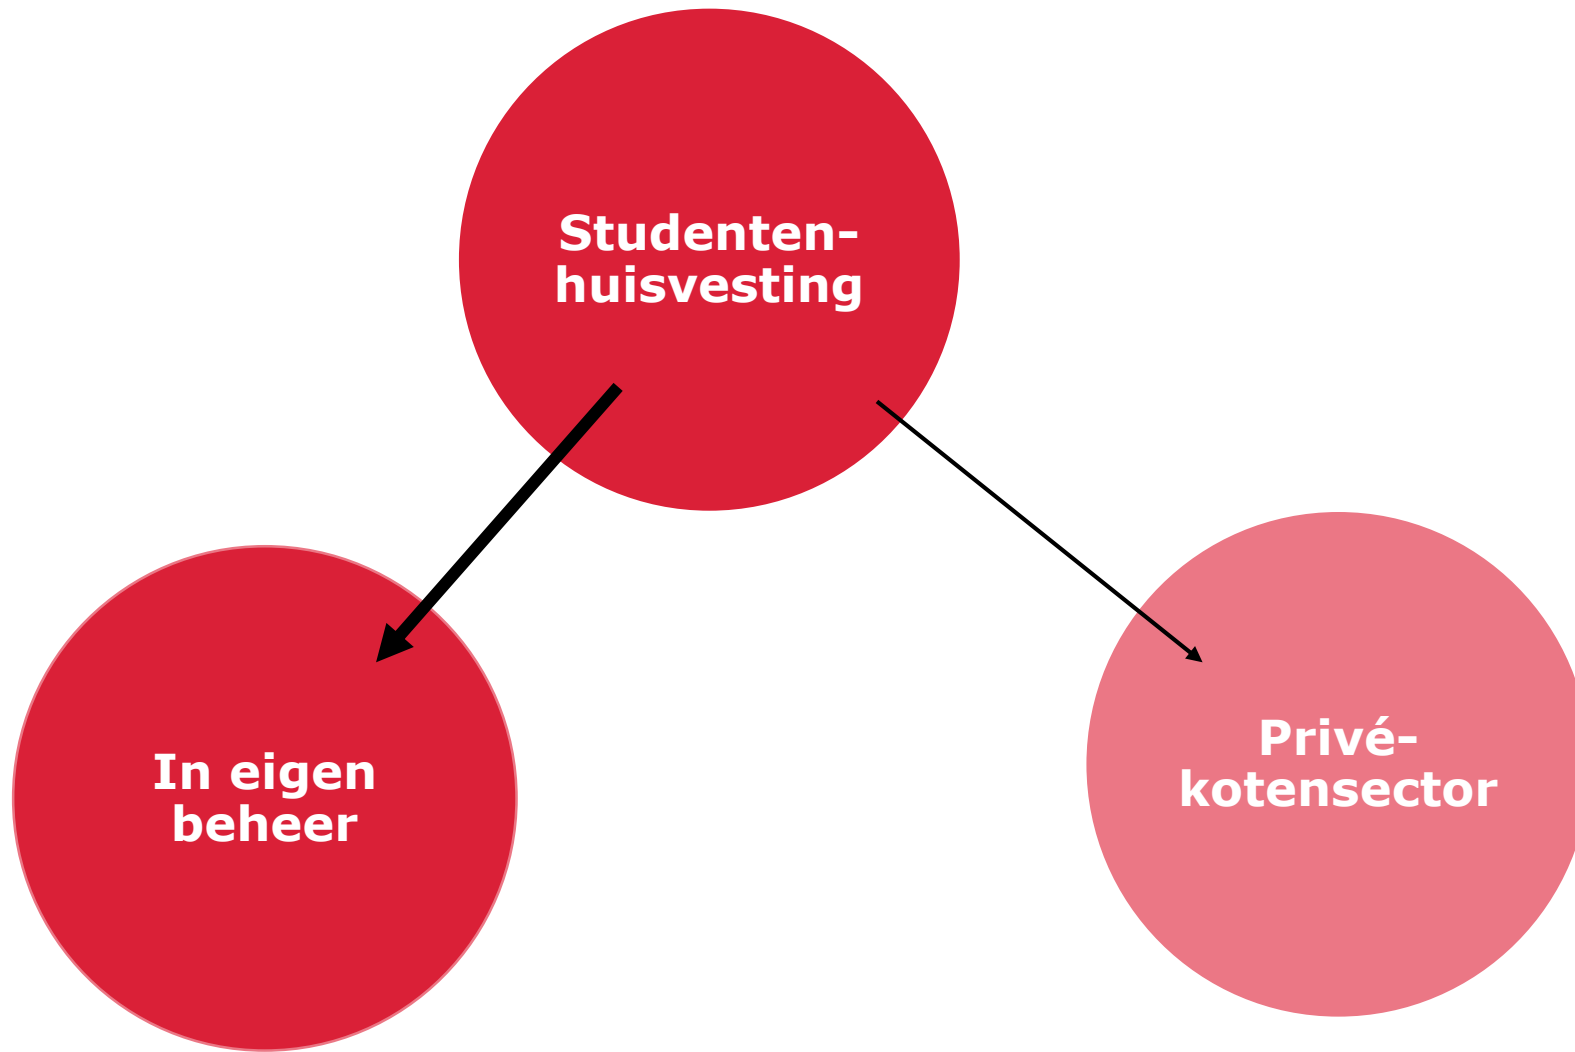 Studenten-
huisvesting
In eigen
beheer
Privé-
kotensector